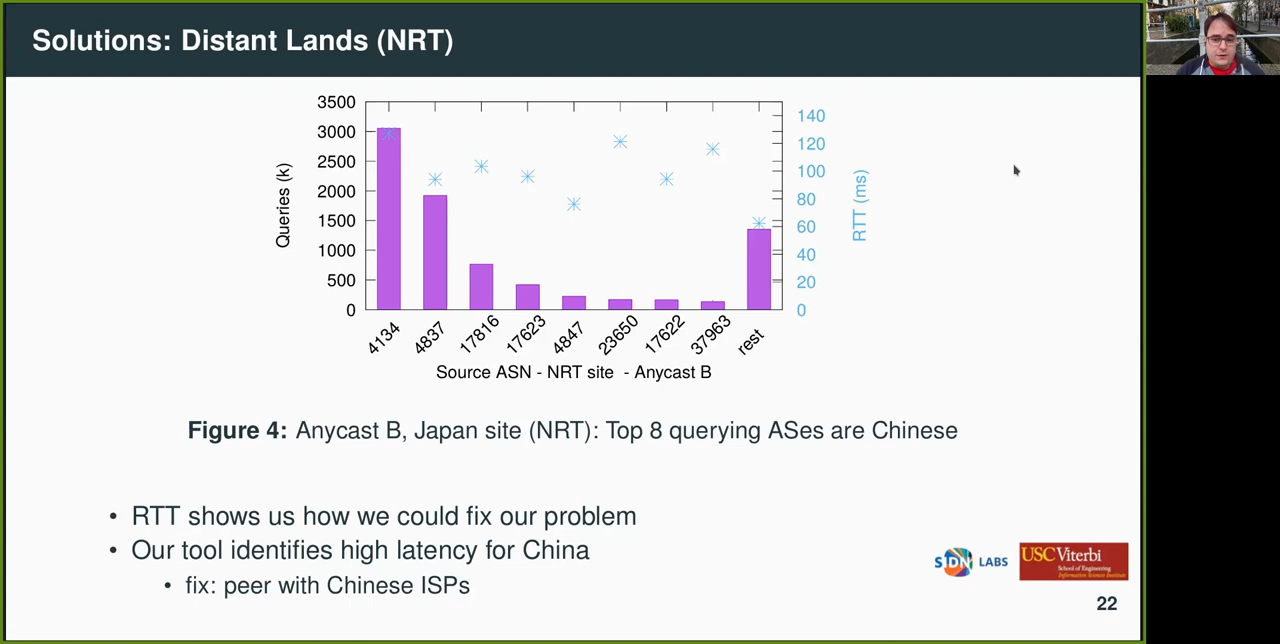 Solutions: Distant Lands (NRT)
3500
3000
2500
2000
1500
1000
500
0
Queries (k)
140
120
100
80
60
40
20
0
RTT (ms)
4134
4837
17816
17623
4847
23650
17622
37963
rest
Source ASN - NRT site - Anycast B
Figure 4: Anycast B, Japan site (NRT): Top 8 querying ASes are Chinese
• RTT shows us how we could fix our problem
• Our tool identifies high latency for China
• fix: peer with Chinese ISPs
SIDN LABS
USC Viterbi
School of Engineering
Information Sciences Institute
22